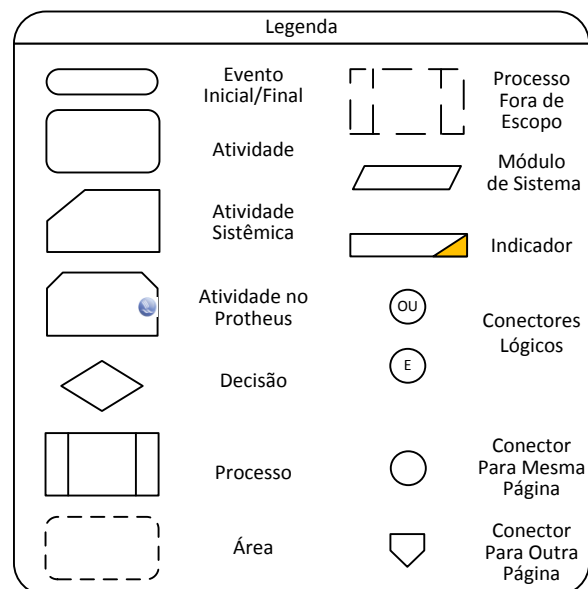 Legenda
Evento
Inicial/Final
Atividade
Atividade
Sistêmica
Atividade no
Protheus
Decisão
Processo
Área
Processo
Fora de
Escopo
Módulo
de Sistema
Indicador
OU
E
Conectores
Lógicos
Conector
Para Mesma
Página
Conector
Para Outra
Página